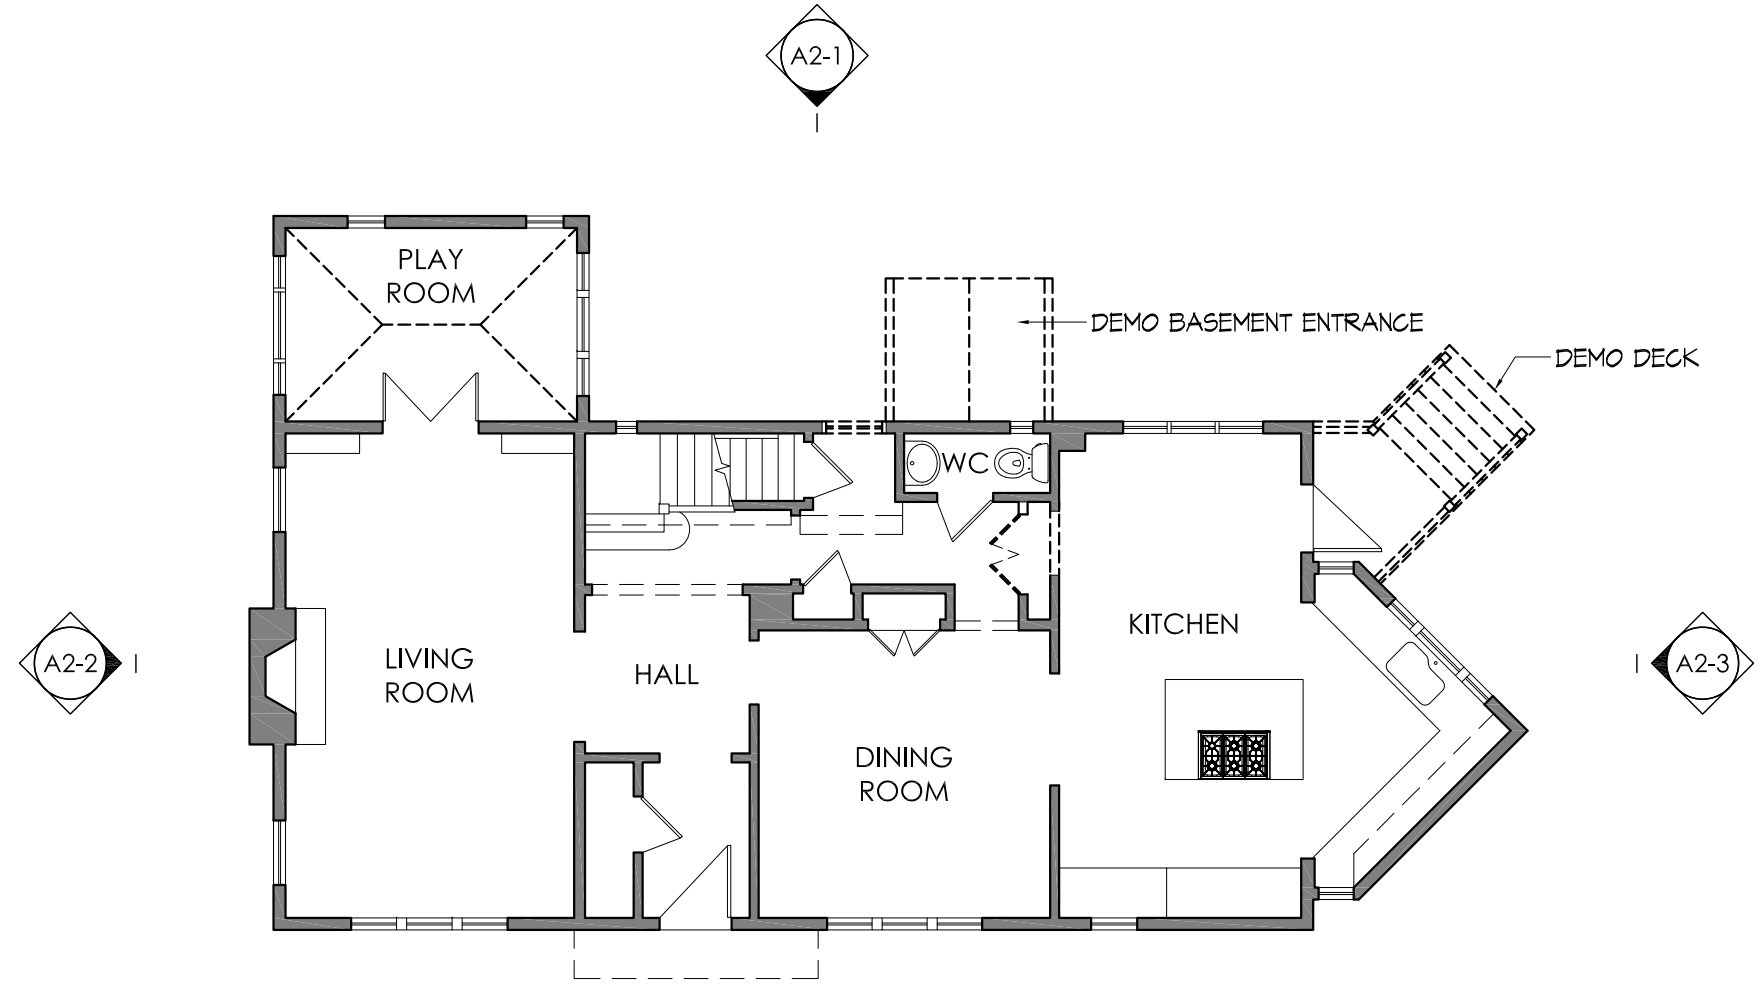 A2-1
PLAY
ROOM
DEMO BASEMENT ENTRANCE
DEMO DECK
WC
KITCHEN
LIVING
ROOM
HALL
A2-2
A2-3
DINING
ROOM